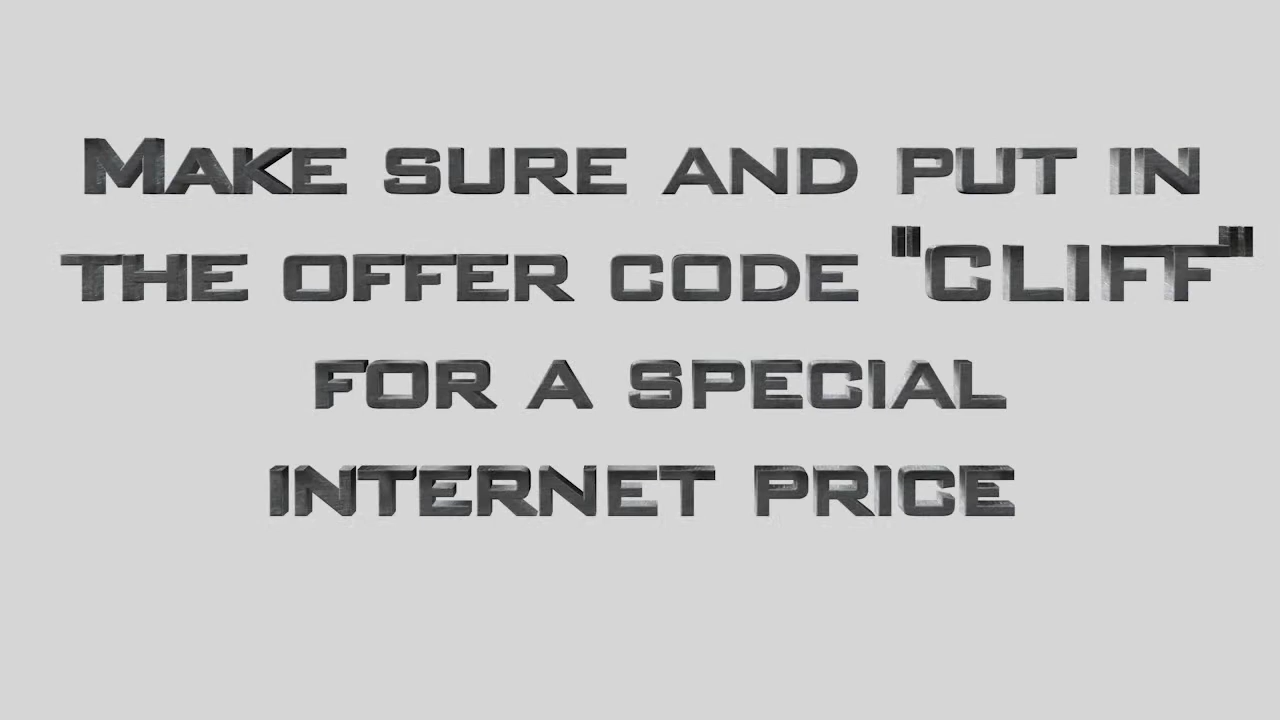 Make sure and put in
the offer code "CLIFF"
for a special
internet price